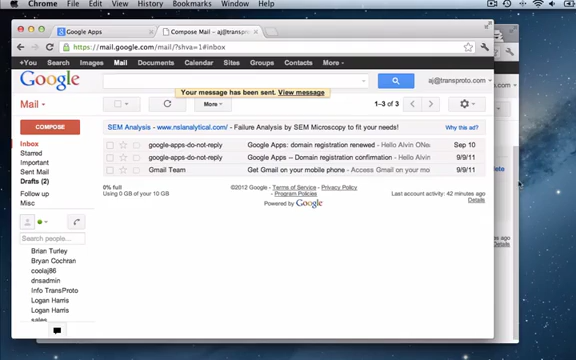 Chrome File Edit View History Bookmarks Window Help
Google Apps
Compose Mail – aj@transproto
https://mail.google.com/mail/?shva=1#inbox
+You Search Images Mail Documents Calendar Sites Groups Contacts More
Google
aj@transproto.com
Your message has been sent. View message
Mail
More
1–3 of 3
COMPOSE
SEM Analysis - www.nslanalytical.com/ - Failure Analysis by SEM Microscopy to fit your needs!
Why this ad?
Inbox
google-apps-do-not-reply Google Apps: domain registration renewed - Hello Alvin ONe Sep 10
Starred
google-apps-do-not-reply Google Apps -- Domain registration confirmation - Hello Alvin 9/9/11
Important
Gmail Team Get Gmail on your mobile phone - Access Gmail on your mo 9/9/11
Sent Mail
Drafts (2)
Follow up
Misc
0% full
Using 0 GB of your 10 GB
©2012 Google - Terms of Service - Privacy Policy
- Program Policies
Powered by Google
Last account activity: 42 minutes ago
Details
Search people...
Brian Turley
Bryan Cochran
coolaj86
dnsadmin
Info TransProto
Logan Harris
Logan Harris
sales